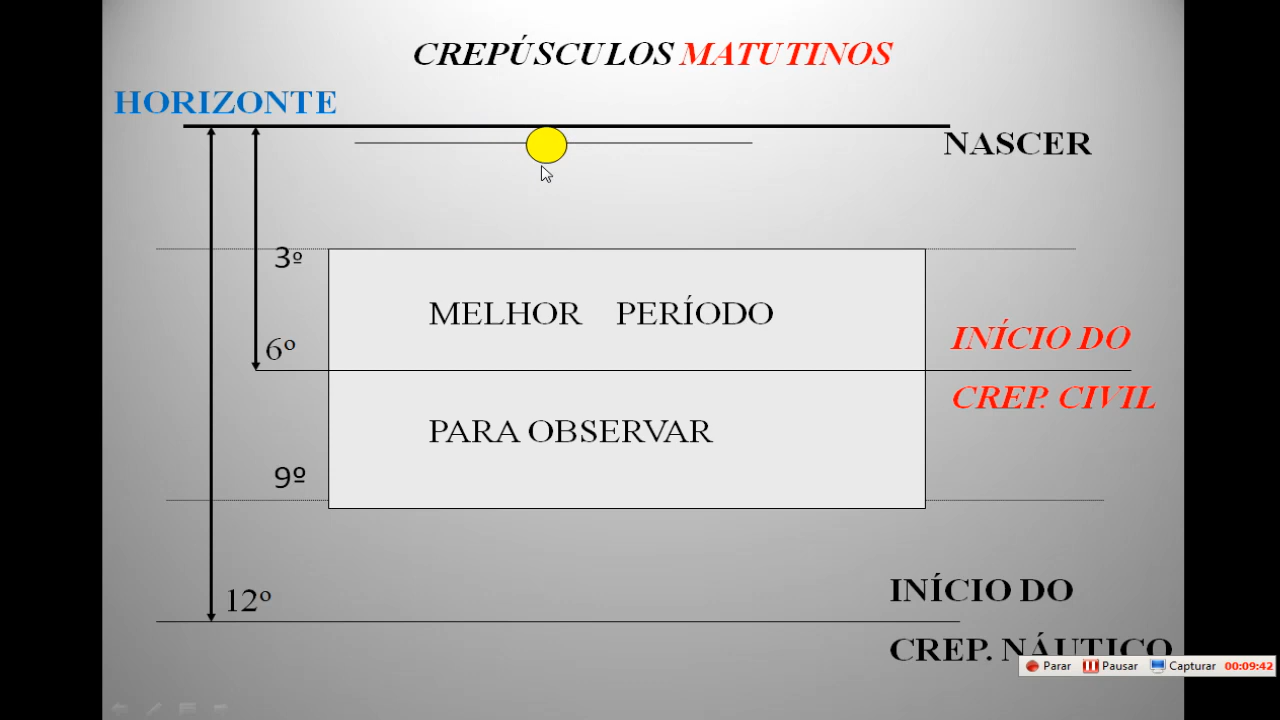 CREPÚSCULOS MATUTINOS
HORIZONTE
NASCER
3º
MELHOR PERÍODO
INÍCIO DO
6º
CREP. CIVIL
PARA OBSERVAR
9º
INÍCIO DO
12º
CREP. NÁUTICO
Parar Pausar Capturar 00:09:42